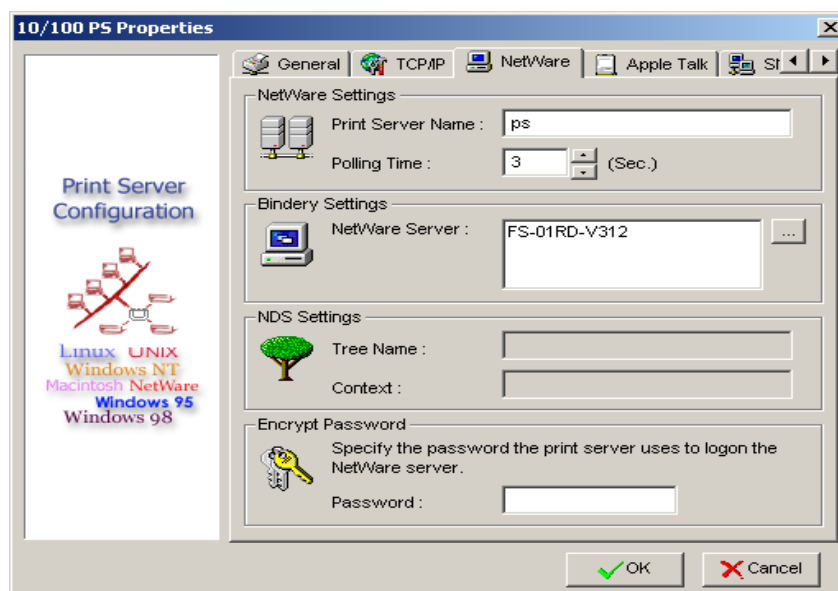 10/100 PS Properties
General
TCP/IP
NetWare
Apple Talk
NetWare Settings
Print Server Name :
ps
Polling Time :
3
(Sec.)
Print Server
Configuration
Bindery Settings
NetWare Server :
FS-01RD-V312
...
NDS Settings
Tree Name :
Context :
Linux UNIX
Windows NT
Macintosh NetWare
Windows 95
Windows 98
Encrypt Password
Specify the password the print server uses to logon the
NetWare server.
Password :
OK
Cancel